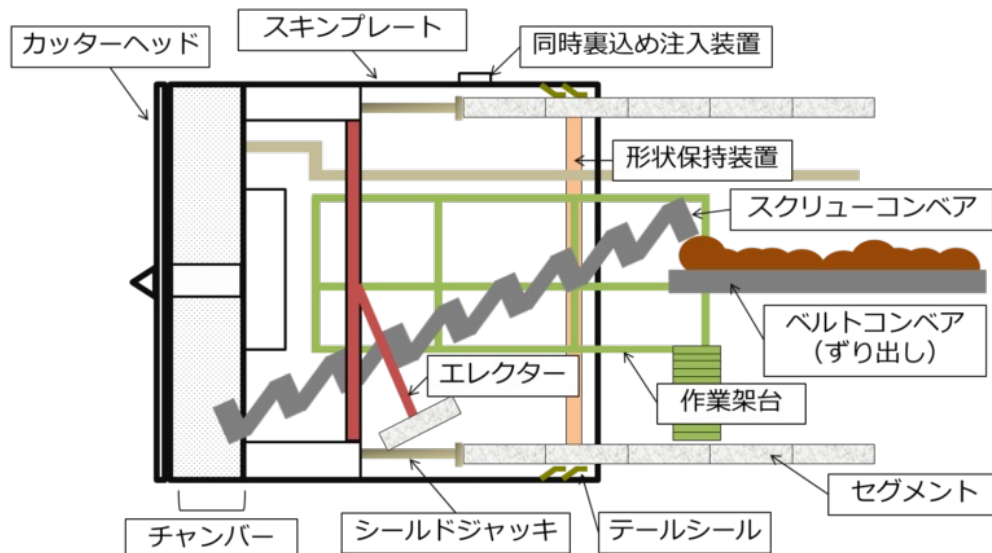 カッターヘッド
スキンプレート
同時裏込め注入装置
形状保持装置
スクリューコンベア
ベルトコンベア
（ずり出し）
エレクター
作業架台
セグメント
チャンバー
シールドジャッキ
テールシール